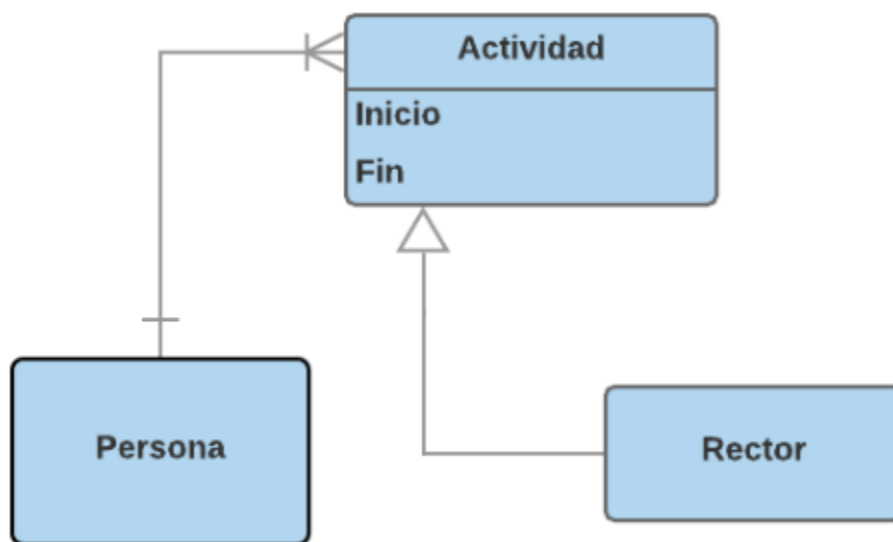 Actividad
Inicio
Fin
Persona
Rector